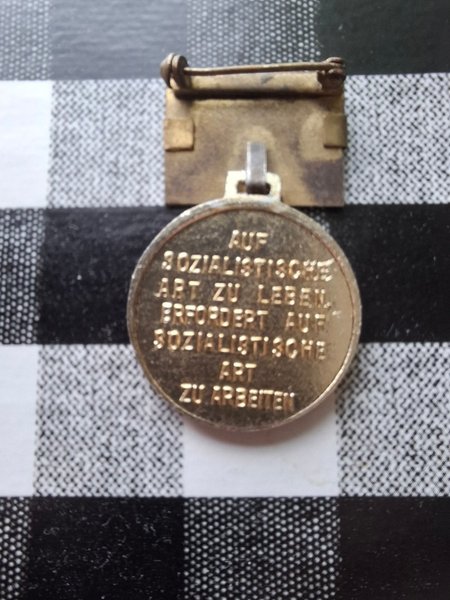 AUF
SOZIALISTISCHE
ART ZU LEBEN,
ERFORDERT AUF
SOZIALISTISCHE
ART
ZU ARBEITEN